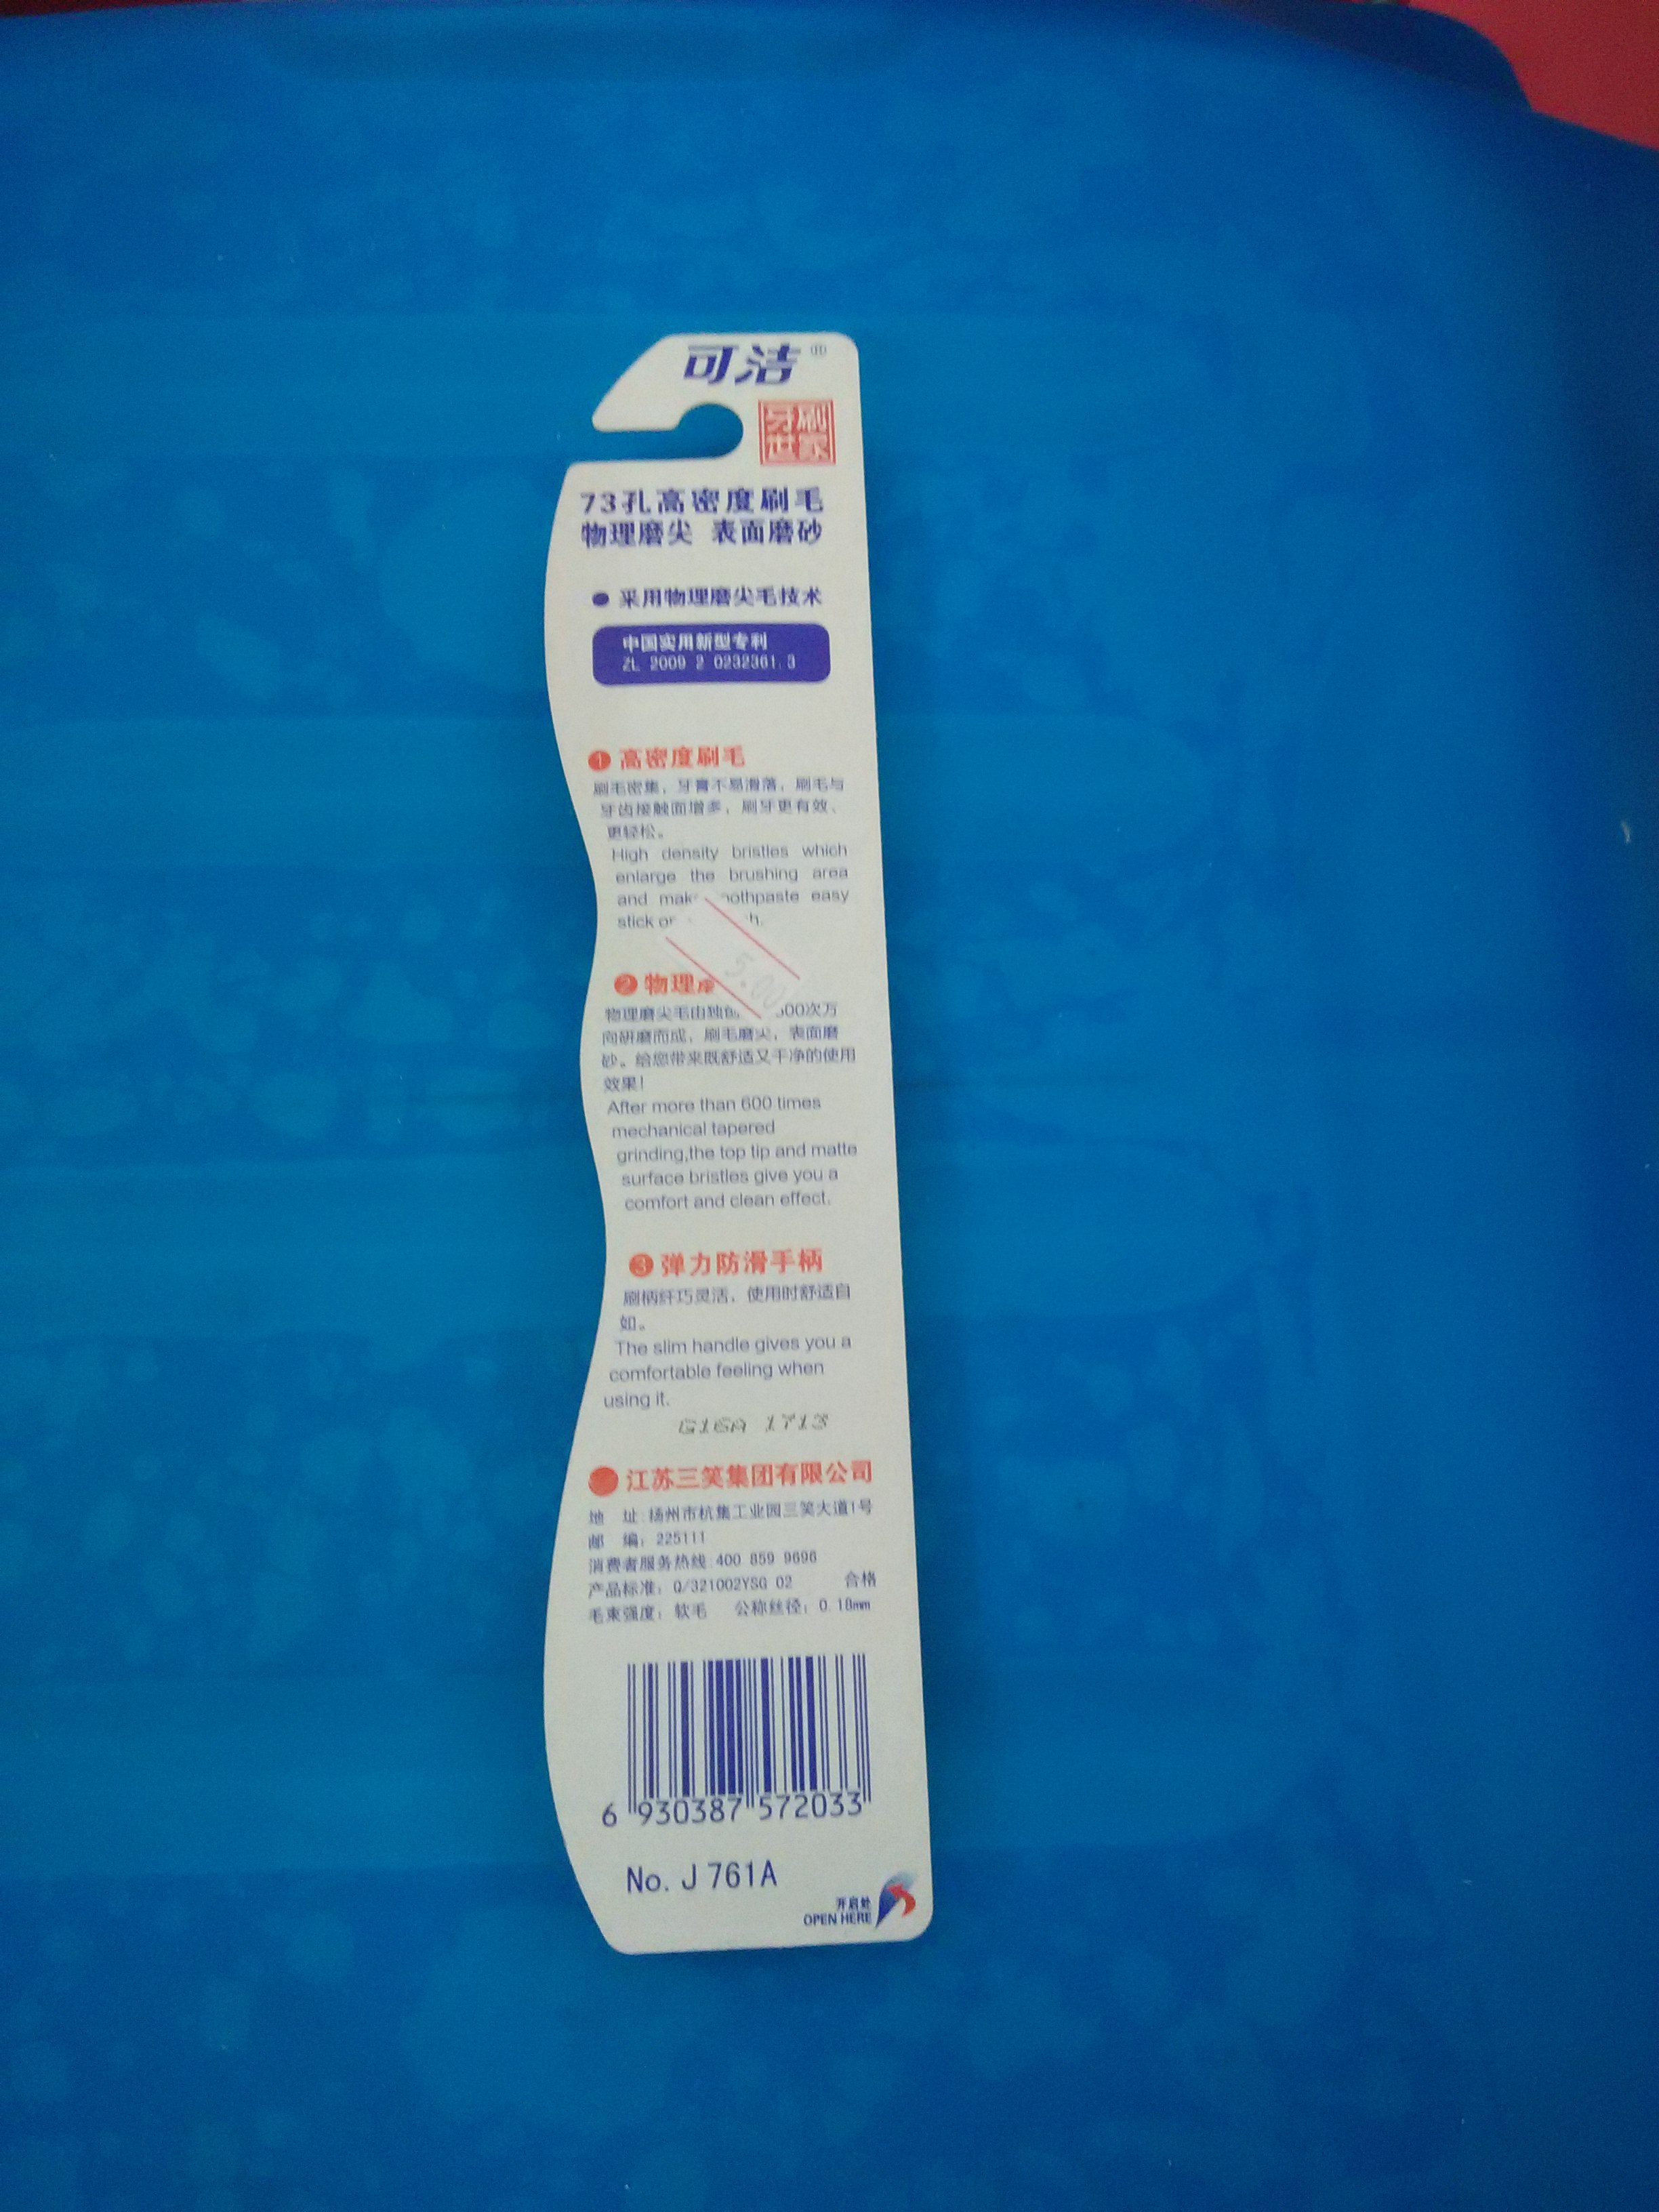 可洁®
牙刷
世家
73孔高密度刷毛
物理磨尖 表面磨砂
● 采用物理磨尖毛技术
中国实用新型专利
ZL 2009 2 0232361.3
1 高密度刷毛
刷毛密集，牙膏不易滑落，刷毛与
牙齿接触面增多，刷牙更有效、
更轻松。
High density bristles which
enlarge the brushing area
and easy
stick
5.00
2 物理
物理磨尖毛由独 00次万
向研磨而成，刷毛磨尖，表面磨
砂。给您带来既舒适又干净的使用
效果！
After more than 600 times
mechanical tapered
grinding,the top tip and matte
surface bristles give you a
comfort and clean effect.
3 弹力防滑手柄
刷柄纤巧灵活，使用时舒适自
如。
The slim handle gives you a
comfortable feeling when
using it.
G16A 1713
江苏三笑集团有限公司
地 址:扬州市杭集工业园三笑大道1号
邮 编：225111
消费者服务热线:400 859 9696
产品标准：Q/321002YSG 02 合格
毛束强度：软毛 公称丝径：0.18mm
6 930387 572033
No. J 761A
开启处
OPEN HERE